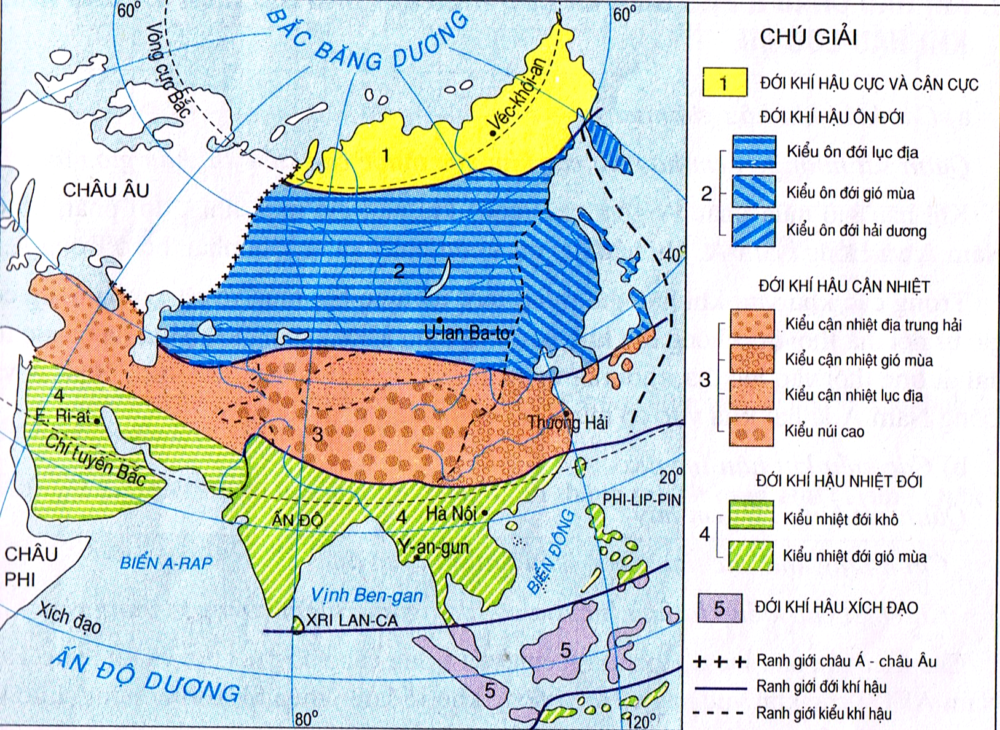 60°
60°
Vòng cực Bắc
BẮC BĂNG DƯƠNG
Véc-khôi-an
1
CHÂU ÂU
2
40°
U-lan Ba-to
4
E. Ri-at
Chí tuyến Bắc
3
Thượng Hải
20°
PHI-LIP-PIN
ẤN ĐỘ
4
Hà Nội
Y-an-gun
BIỂN ĐÔNG
CHÂU
PHI
BIỂN A-RAP
Vịnh Ben-gan
XRI LAN-CA
Xích đạo
5
5
ẤN ĐỘ DƯƠNG
80°
120°
CHÚ GIẢI
1 ĐỚI KHÍ HẬU CỰC VÀ CẬN CỰC
ĐỚI KHÍ HẬU ÔN ĐỚI
Kiểu ôn đới lục địa
2 Kiểu ôn đới gió mùa
Kiểu ôn đới hải dương
ĐỚI KHÍ HẬU CẬN NHIỆT
Kiểu cận nhiệt địa trung hải
Kiểu cận nhiệt gió mùa
3
Kiểu cận nhiệt lục địa
Kiểu núi cao
ĐỚI KHÍ HẬU NHIỆT ĐỚI
Kiểu nhiệt đới khô
4
Kiểu nhiệt đới gió mùa
5 ĐỚI KHÍ HẬU XÍCH ĐẠO
Ranh giới châu Á - châu Âu
Ranh giới đới khí hậu
Ranh giới kiểu khí hậu